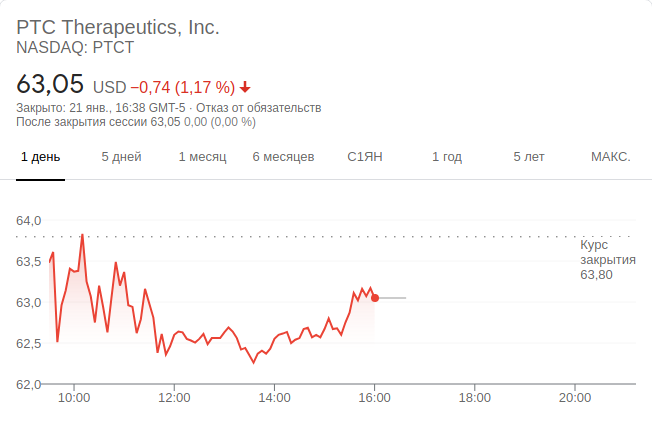 PTC Therapeutics, Inc.
NASDAQ: PTCT
63,05 USD −0,74 (1,17 %)
Закрыто: 21 янв., 16:38 GMT-5 · Отказ от обязательств
После закрытия сессии 63,05 0,00 (0,00 %)
1 день 5 дней 1 месяц 6 месяцев С1ЯН 1 год 5 лет МАКС.
64,0
Курс
закрытия
63,5
63,80
63,0
62,5
62,0
10:00 12:00 14:00 16:00 18:00 20:00